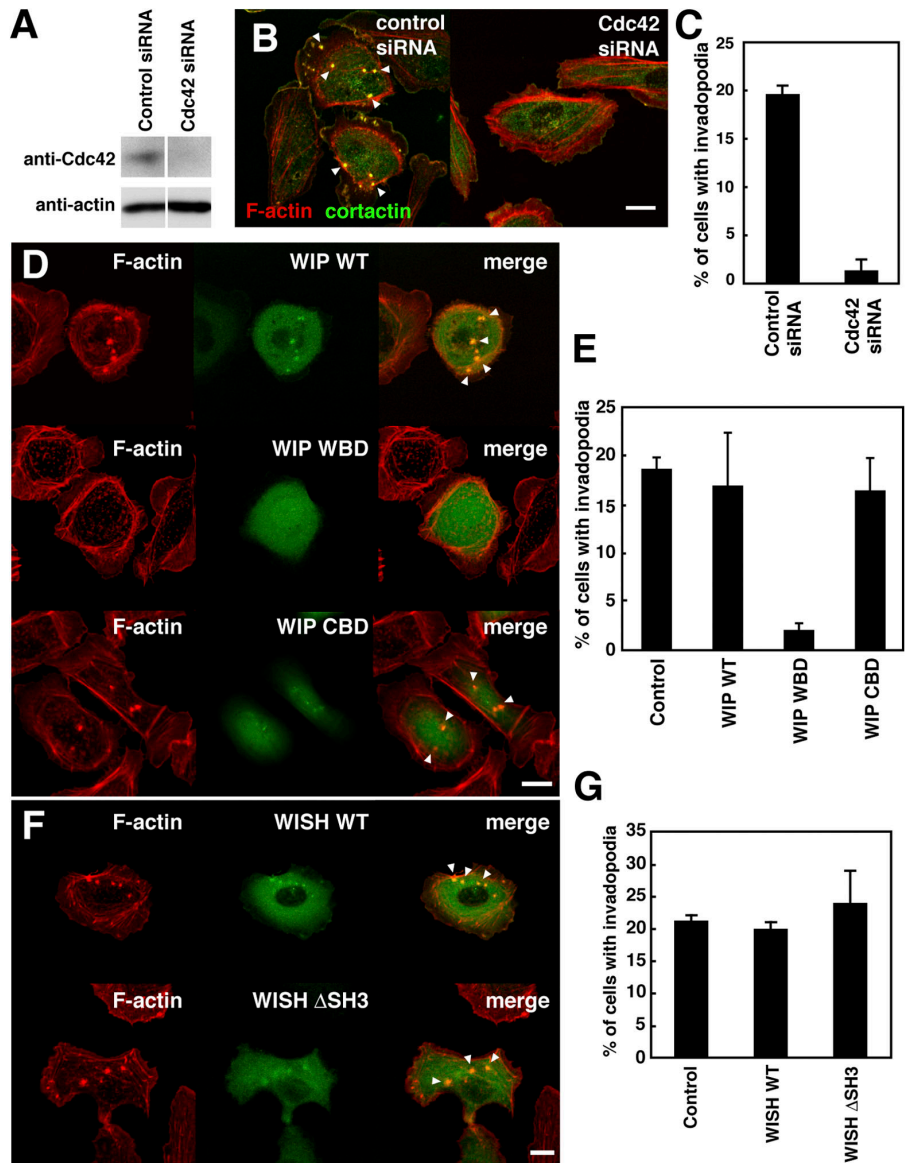 A
Control siRNA
Cdc42 siRNA
anti-Cdc42
anti-actin
B
control
siRNA
Cdc42
siRNA
F-actin
cortactin
C
% of cells with invadopodia
25
20
15
10
5
0
Control
siRNA
Cdc42
siRNA
D
F-actin
WIP WT
merge
F-actin
WIP WBD
merge
F-actin
WIP CBD
merge
E
% of cells with invadopodia
25
20
15
10
5
0
Control
WIP WT
WIP WBD
WIP CBD
F
F-actin
WISH WT
merge
F-actin
WISH ΔSH3
merge
G
% of cells with invadopodia
35
30
25
20
15
10
5
0
Control
WISH WT
WISH ΔSH3